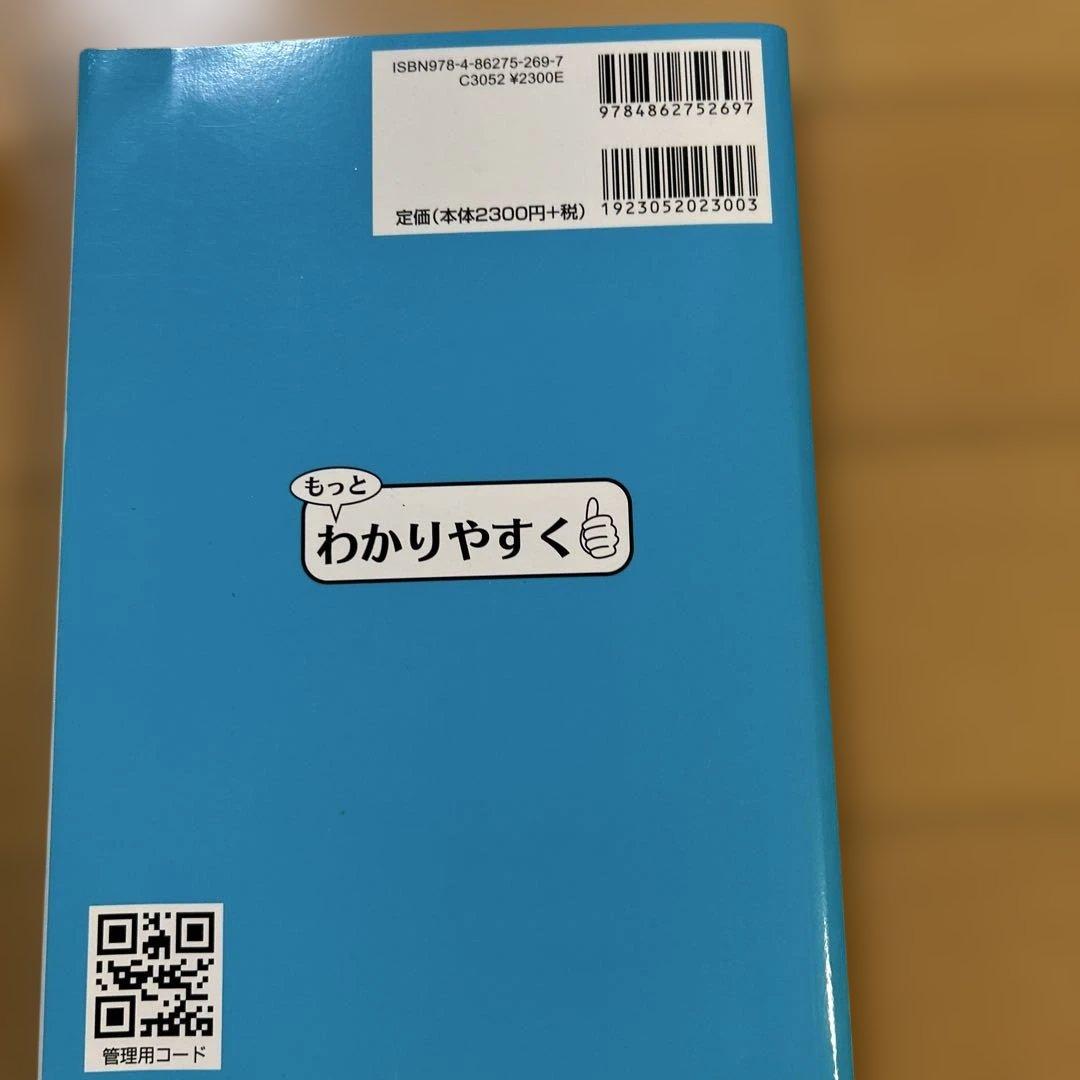 ISBN978-4-86275-269-7
C3052 ¥2300E
9784862752697
定価(本体2300円+税)
1923052023003
もっと
わかりやすく
管理用コード